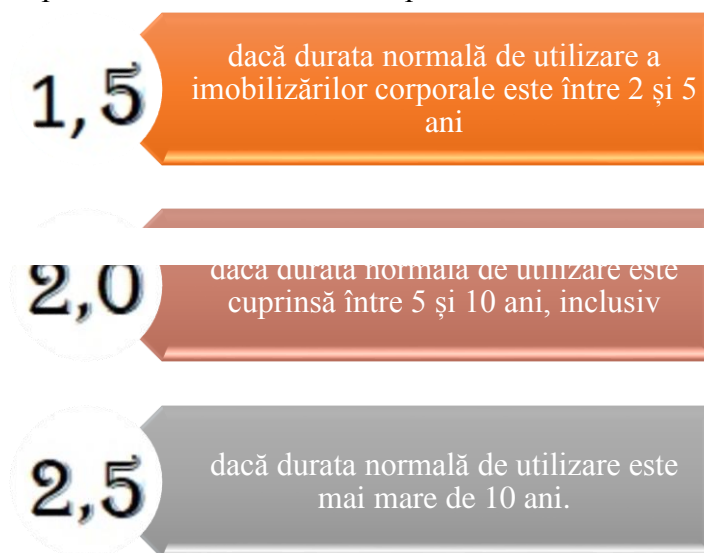 1,5
dacă durata normală de utilizare a
imobilizărilor corporale este între 2 și 5
ani
2,0
daca durata normala de utilizare este
cuprinsă între 5 și 10 ani, inclusiv
2,5
dacă durata normală de utilizare este
mai mare de 10 ani.